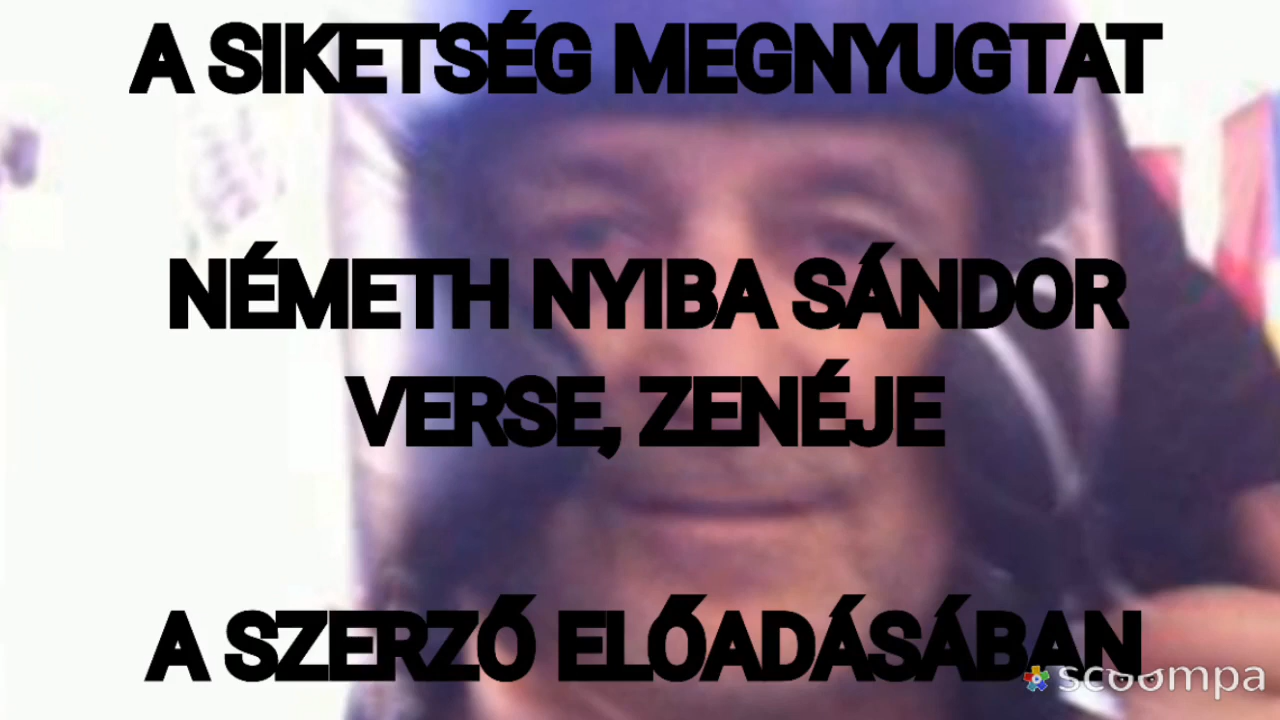 A SIKETSÉG MEGNYUGTAT
NÉMETH NYIBA SÁNDOR
VERSE, ZENÉJE
A SZERZŐ ELŐADÁSÁBAN
scoompa